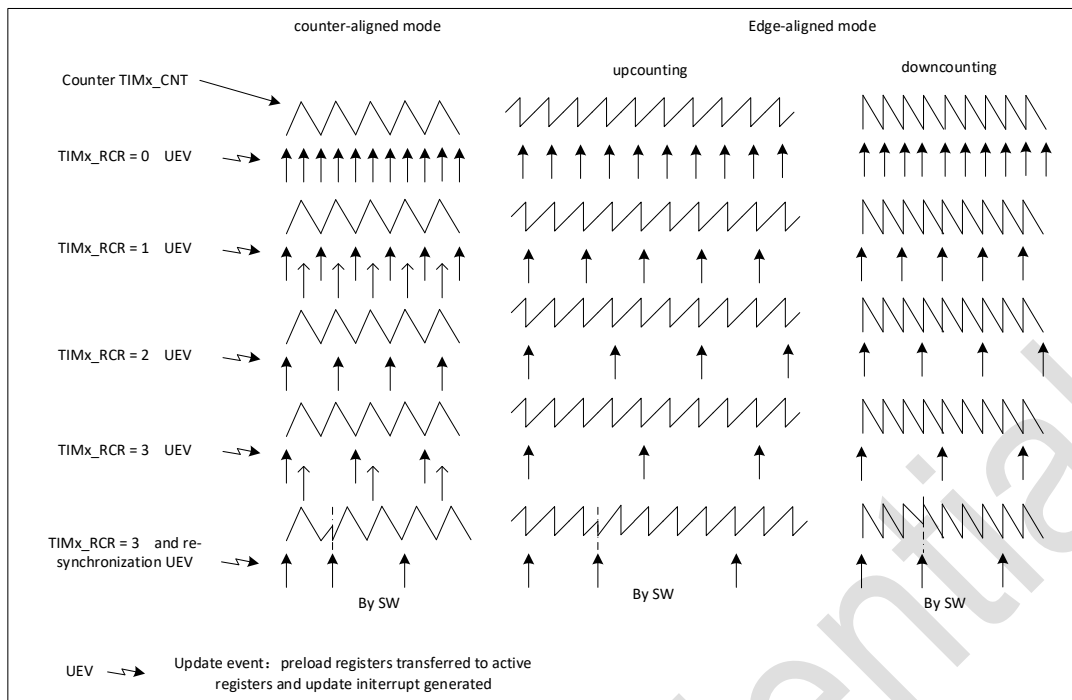 counter-aligned mode
Edge-aligned mode
upcounting
downcounting
Counter TIMx_CNT
TIMx_RCR = 0 UEV
TIMx_RCR = 1 UEV
TIMx_RCR = 2 UEV
TIMx_RCR = 3 UEV
TIMx_RCR = 3 and re-
synchronization UEV
By SW
By SW
By SW
UEV
Update event: preload registers transferred to active
registers and update initerrupt generated